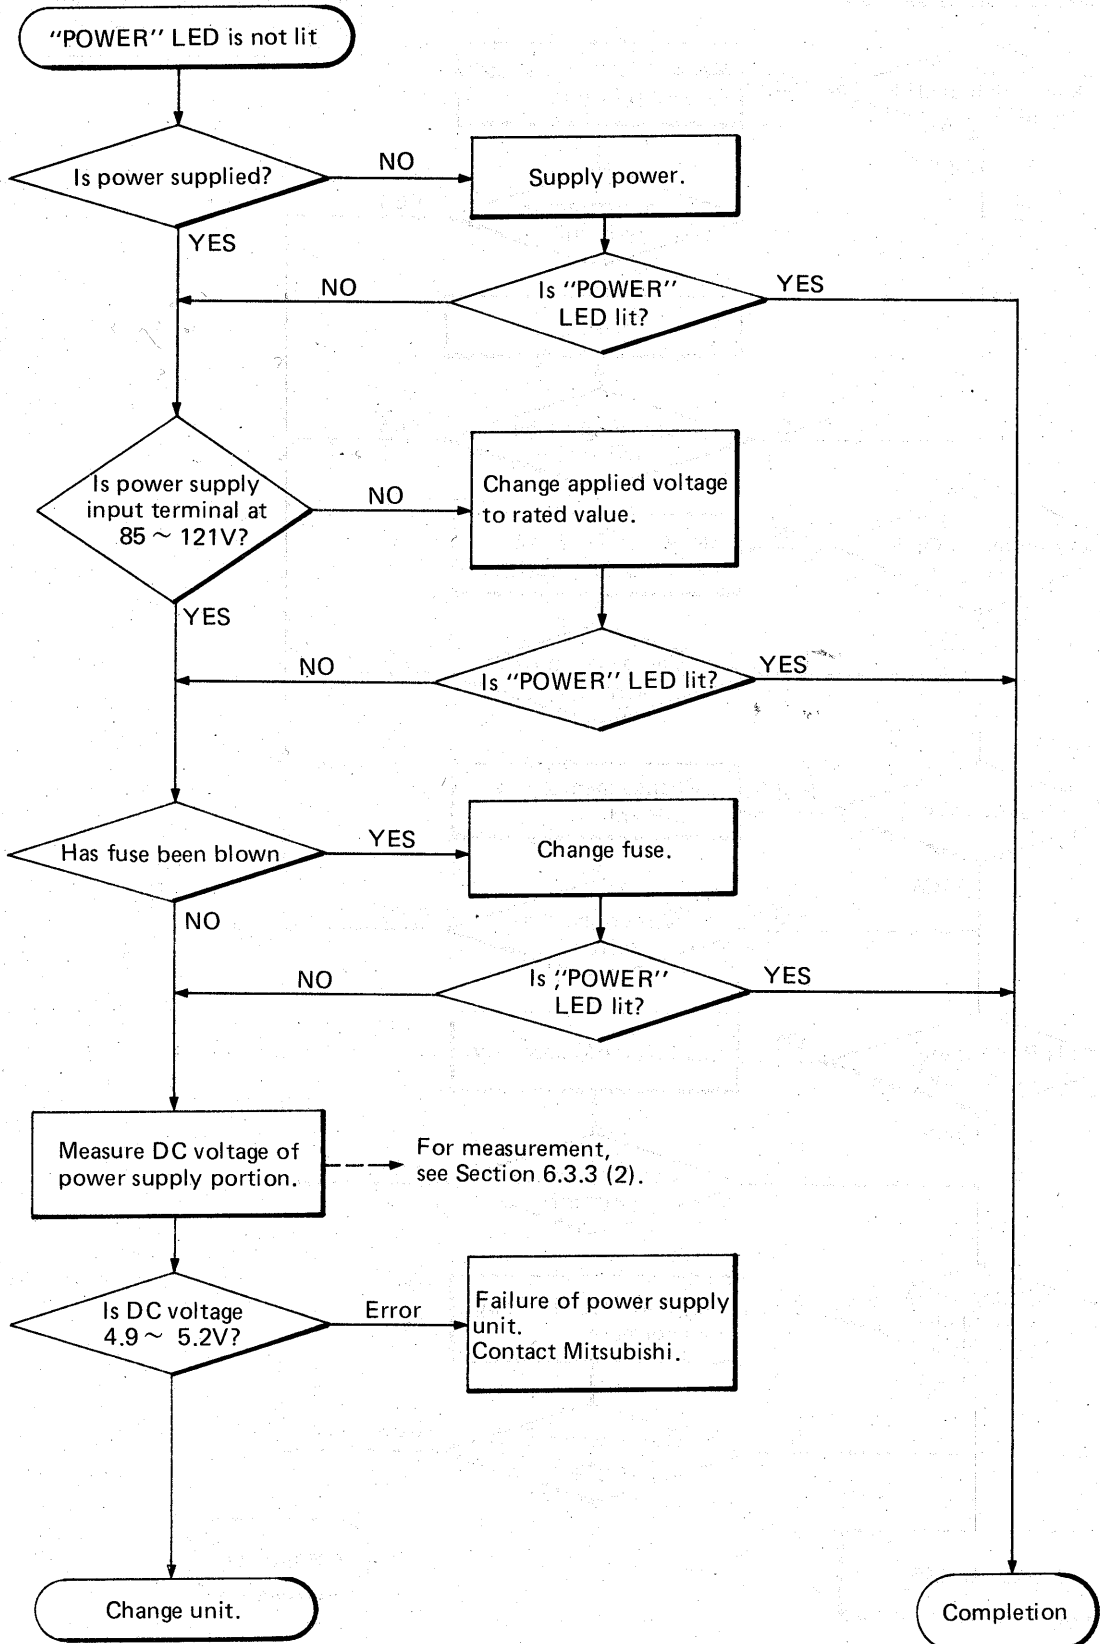 "POWER" LED is not lit
Is power supplied?
NO
Supply power.
YES
NO
Is "POWER"
LED lit?
YES
Is power supply
input terminal at
85 ~ 121V?
NO
Change applied voltage
to rated value.
YES
NO
Is "POWER" LED lit?
YES
Has fuse been blown
YES
Change fuse.
NO
NO
Is "POWER"
LED lit?
YES
Measure DC voltage of
power supply portion.
For measurement,
see Section 6.3.3 (2).
Is DC voltage
4.9 ~ 5.2V?
Error
Failure of power supply
unit.
Contact Mitsubishi.
Change unit.
Completion